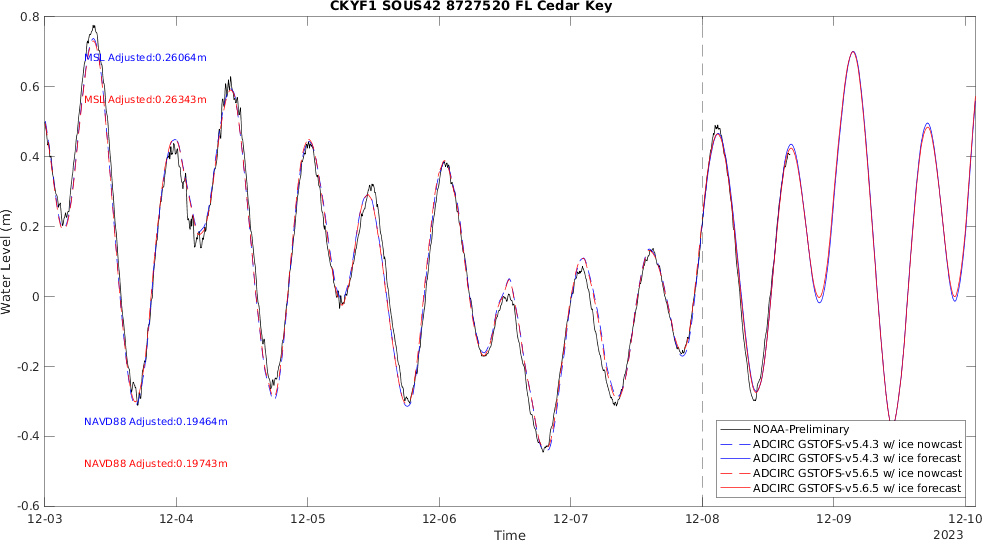 CKYF1 SOUS42 8727520 FL Cedar Key
0.8
0.6
0.4
0.2
0
-0.2
-0.4
-0.6
Water Level (m)
MSL Adjusted:0.26064m
MSL Adjusted:0.26343m
NAVD88 Adjusted:0.19464m
NAVD88 Adjusted:0.19743m
NOAA-Preliminary
ADCIRC GSTOFS-v5.4.3 w/ ice nowcast
ADCIRC GSTOFS-v5.4.3 w/ ice forecast
ADCIRC GSTOFS-v5.6.5 w/ ice nowcast
ADCIRC GSTOFS-v5.6.5 w/ ice forecast
12-03 12-04 12-05 12-06 12-07 12-08 12-09 12-10
Time
2023